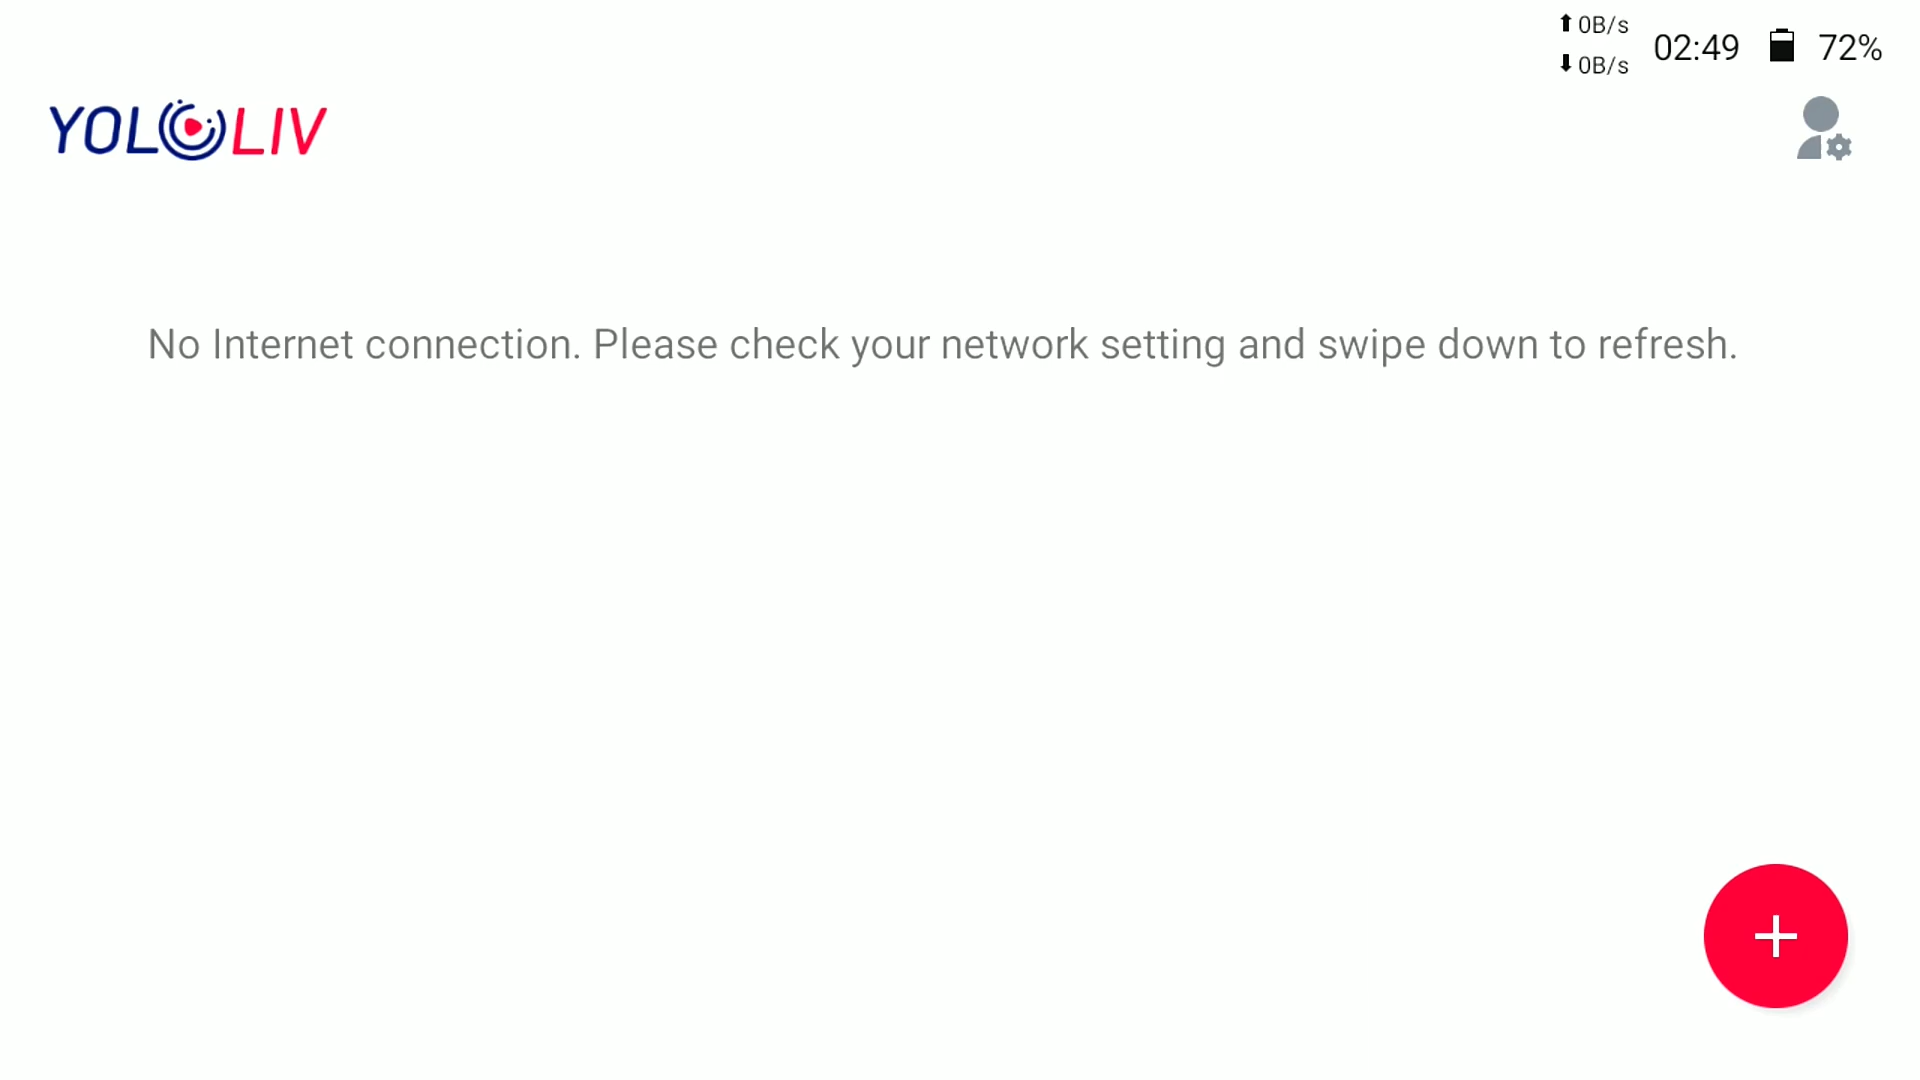 0B/s
0B/s
02:49
72%
YOLOLIV
No Internet connection. Please check your network setting and swipe down to refresh.